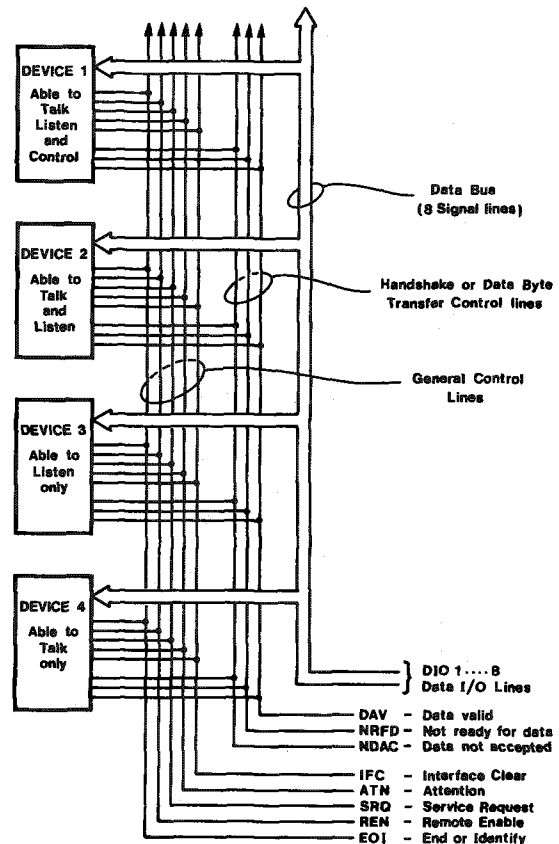 DEVICE 1
Able to
Talk
Listen
and
Control
Data Bus
(8 Signal lines)
DEVICE 2
Able to
Talk
and
Listen
Handshake or Data Byte
Transfer Control lines
General Control
Lines
DEVICE 3
Able to
Listen
only
DEVICE 4
Able to
Talk
only
DIO 1 .... 8
Data I/O Lines
DAV - Data valid
NRFD - Not ready for data
NDAC - Data not accepted
IFC - Interface Clear
ATN - Attention
SRQ - Service Request
REN - Remote Enable
EOI - End or Identify